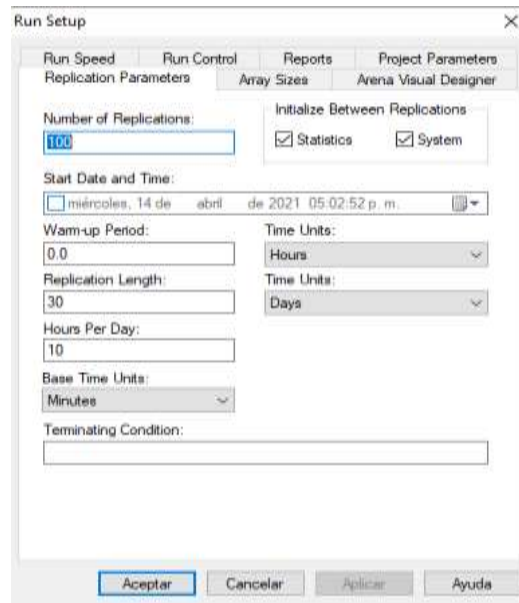 Run Setup
Run Speed Run Control Reports Project Parameters
Replication Parameters Array Sizes Arena Visual Designer
Number of Replications:
100
Initialize Between Replications
Statistics System
Start Date and Time:
miércoles, 14 de abril de 2021 05:02:52 p. m.
Warm-up Period: Time Units:
0.0 Hours
Replication Length: Time Units:
30 Days
Hours Per Day:
10
Base Time Units:
Minutes
Terminating Condition:
Aceptar Cancelar Aplicar Ayuda